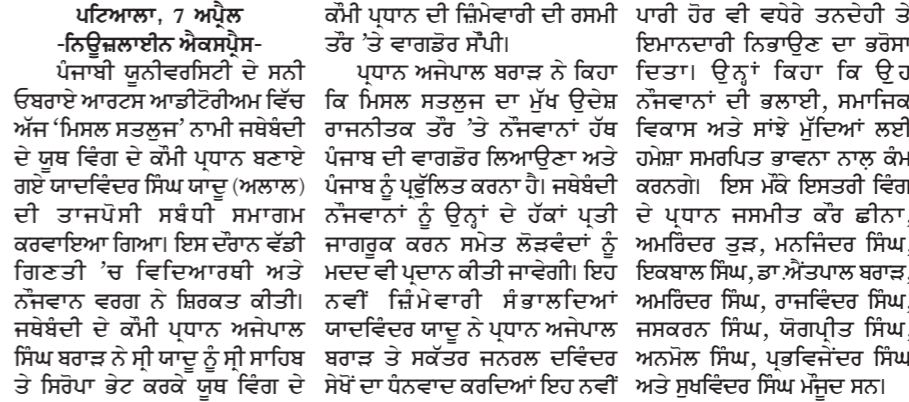 ਪਟਿਆਲਾ, 7 ਅਪ੍ਰੈਲ
-ਨਿਊਜ਼ਲਾਈਨ ਐਕਸਪ੍ਰੈਸ-
ਪੰਜਾਬੀ ਯੂਨੀਵਰਸਿਟੀ ਦੇ ਸਨੀ
ਓਬਰਾਏ ਆਰਟਸ ਆਡੀਟੋਰੀਅਮ ਵਿੱਚ
ਅੱਜ ‘ਮਿਸਲ ਸਤਲੁਜ’ ਨਾਮੀ ਜਥੇਬੰਦੀ
ਦੇ ਯੂਥ ਵਿੰਗ ਦੇ ਕੌਮੀ ਪ੍ਰਧਾਨ ਬਣਾਏ
ਗਏ ਯਾਦਵਿੰਦਰ ਸਿੰਘ ਯਾਦੂ (ਅਲਾਲ)
ਦੀ ਤਾਜਪੋਸੀ ਸਬੰਧੀ ਸਮਾਗਮ
ਕਰਵਾਇਆ ਗਿਆ। ਇਸ ਦੌਰਾਨ ਵੱਡੀ
ਗਿਣਤੀ ’ਚ ਵਿਦਿਆਰਥੀ ਅਤੇ
ਨੌਜਵਾਨ ਵਰਗ ਨੇ ਸ਼ਿਰਕਤ ਕੀਤੀ।
ਜਥੇਬੰਦੀ ਦੇ ਕੌਮੀ ਪ੍ਰਧਾਨ ਅਜੇਪਾਲ
ਸਿੰਘ ਬਰਾੜ ਨੇ ਸ੍ਰੀ ਯਾਦੂ ਨੂੰ ਸ੍ਰੀ ਸਾਹਿਬ
ਤੇ ਸਿਰੋਪਾ ਭੇਟ ਕਰਕੇ ਯੂਥ ਵਿੰਗ ਦੇ
ਕੌਮੀ ਪ੍ਰਧਾਨ ਦੀ ਜ਼ਿੰਮੇਵਾਰੀ ਦੀ ਰਸਮੀ
ਤੌਰ ’ਤੇ ਵਾਗਡੋਰ ਸੌਂਪੀ।
ਪ੍ਰਧਾਨ ਅਜੇਪਾਲ ਬਰਾੜ ਨੇ ਕਿਹਾ
ਕਿ ਮਿਸਲ ਸਤਲੁਜ ਦਾ ਮੁੱਖ ਉਦੇਸ਼
ਰਾਜਨੀਤਕ ਤੌਰ ’ਤੇ ਨੌਜਵਾਨਾਂ ਹੱਥ
ਪੰਜਾਬ ਦੀ ਵਾਗਡੋਰ ਲਿਆਉਣਾ ਅਤੇ
ਪੰਜਾਬ ਨੂੰ ਪ੍ਰਫੁੱਲਿਤ ਕਰਨਾ ਹੈ। ਜਥੇਬੰਦੀ
ਨੌਜਵਾਨਾਂ ਨੂੰ ਉਨ੍ਹਾਂ ਦੇ ਹੱਕਾਂ ਪ੍ਰਤੀ
ਜਾਗਰੂਕ ਕਰਨ ਸਮੇਤ ਲੋੜਵੰਦਾਂ ਨੂੰ
ਮਦਦ ਵੀ ਪ੍ਰਦਾਨ ਕੀਤੀ ਜਾਵੇਗੀ। ਇਹ
ਨਵੀਂ ਜ਼ਿੰਮੇਵਾਰੀ ਸੰਭਾਲਦਿਆਂ
ਯਾਦਵਿੰਦਰ ਯਾਦੂ ਨੇ ਪ੍ਰਧਾਨ ਅਜੇਪਾਲ
ਬਰਾੜ ਤੇ ਸਕੱਤਰ ਜਨਰਲ ਦਵਿੰਦਰ
ਸੇਖੋਂ ਦਾ ਧੰਨਵਾਦ ਕਰਦਿਆਂ ਇਹ ਨਵੀਂ
ਪਾਰੀ ਹੋਰ ਵੀ ਵਧੇਰੇ ਤਨਦੇਹੀ ਤੇ
ਇਮਾਨਦਾਰੀ ਨਿਭਾਉਣ ਦਾ ਭਰੋਸਾ
ਦਿਤਾ। ਉਨ੍ਹਾਂ ਕਿਹਾ ਕਿ ਉਹ
ਨੌਜਵਾਨਾਂ ਦੀ ਭਲਾਈ, ਸਮਾਜਿਕ
ਵਿਕਾਸ ਅਤੇ ਸਾਂਝੇ ਮੁੱਦਿਆਂ ਲਈ
ਹਮੇਸ਼ਾ ਸਮਰਪਿਤ ਭਾਵਨਾ ਨਾਲ਼ ਕੰਮ
ਕਰਨਗੇ। ਇਸ ਮੌਕੇ ਇਸਤਰੀ ਵਿੰਗ
ਦੇ ਪ੍ਰਧਾਨ ਜਸਮੀਤ ਕੌਰ ਛੀਨਾ,
ਅਮਰਿੰਦਰ ਤੁੜ, ਮਨਜਿੰਦਰ ਸਿੰਘ,
ਇਕਬਾਲ ਸਿੰਘ, ਡਾ.ਐਂਤਪਾਲ ਬਰਾੜ,
ਅਮਰਿੰਦਰ ਸਿੰਘ, ਰਾਜਵਿੰਦਰ ਸਿੰਘ,
ਜਸਕਰਨ ਸਿੰਘ, ਯੋਗਪ੍ਰੀਤ ਸਿੰਘ,
ਅਨਮੋਲ ਸਿੰਘ, ਪ੍ਰਭਵਿਜੇਂਦਰ ਸਿੰਘ
ਅਤੇ ਸੁਖਵਿੰਦਰ ਸਿੰਘ ਮੌਜੂਦ ਸਨ।